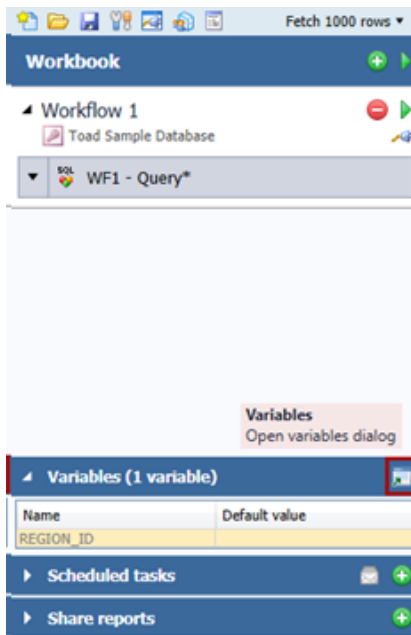 Fetch 1000 rows
Workbook
Workflow 1
Toad Sample Database
SQL
WF1 - Query*
Variables
Open variables dialog
Variables (1 variable)
Name Default value
REGION_ID
Scheduled tasks
Share reports